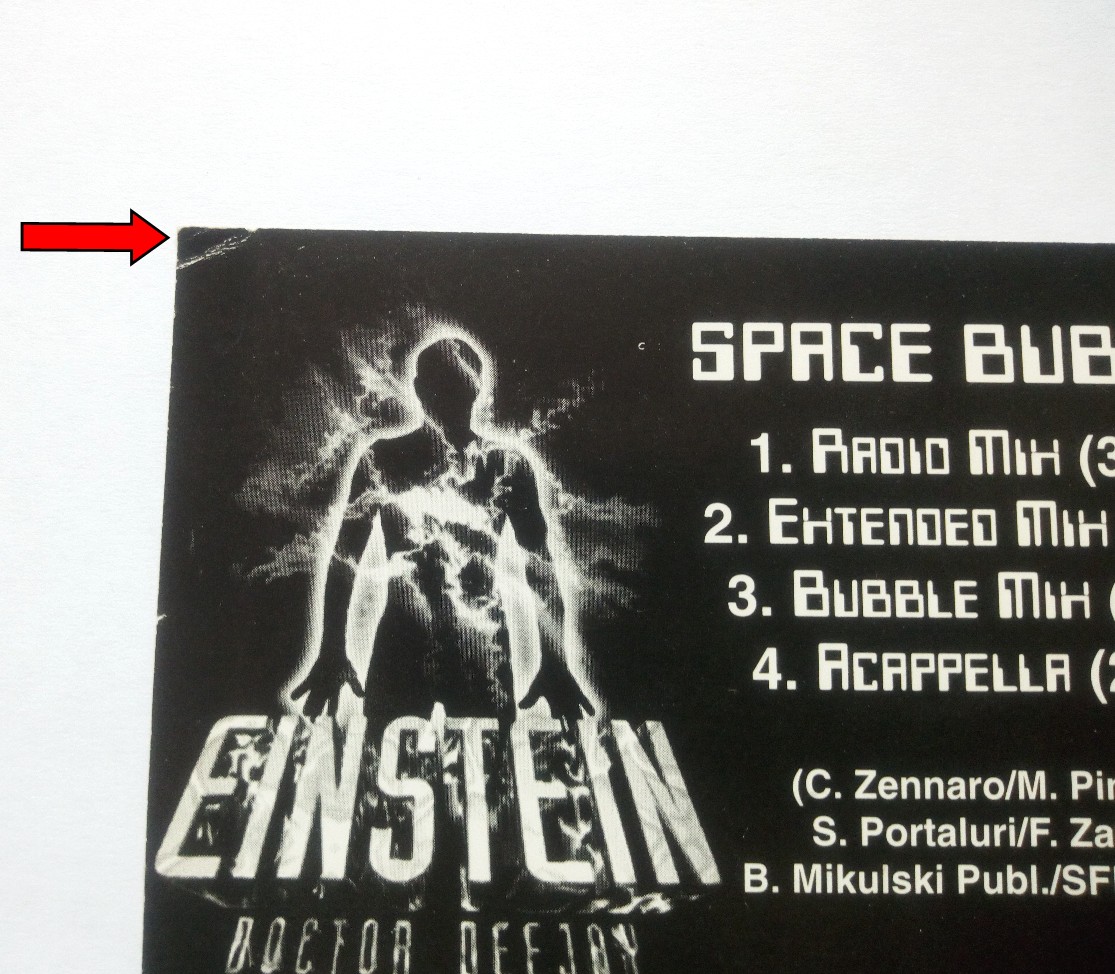 SPACE BUB
1. RADIO MIX (3
2. EXTENDED MIX
3. BUBBLE MIX (
4. ACAPPELLA (2
(C. Zennaro/M. Pir
S. Portaluri/F. Za
B. Mikulski Publ./SF
EINSTEIN
DOCTOR DEEJAY